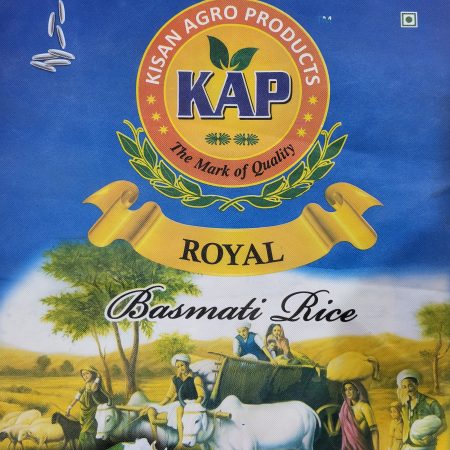 KISAN AGRO PRODUCTS
KAP
The Mark of Quality
ROYAL
Basmati Rice